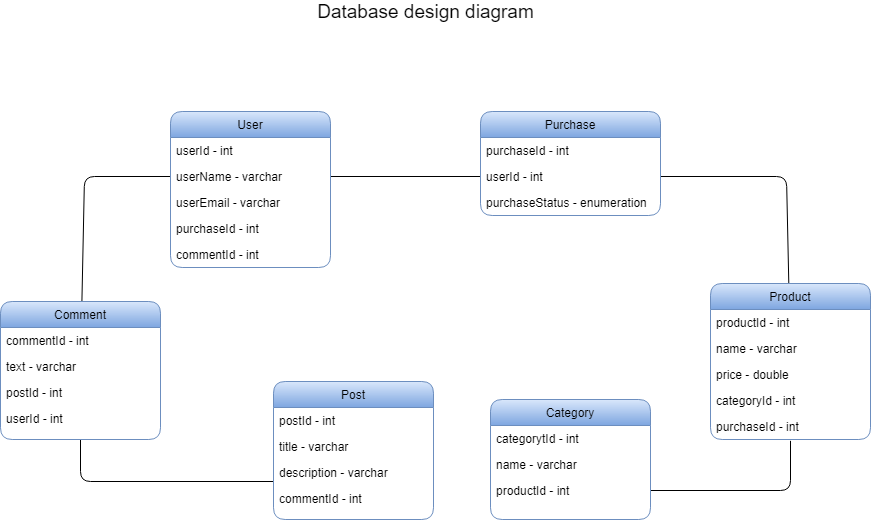 Database design diagram
User
userId - int
userName - varchar
userEmail - varchar
purchaseId - int
commentId - int
Purchase
purchaseId - int
userId - int
purchaseStatus - enumeration
Comment
commentId - int
text - varchar
postId - int
userId - int
Post
postId - int
title - varchar
description - varchar
commentId - int
Category
categorytId - int
name - varchar
productId - int
Product
productId - int
name - varchar
price - double
categoryId - int
purchaseId - int